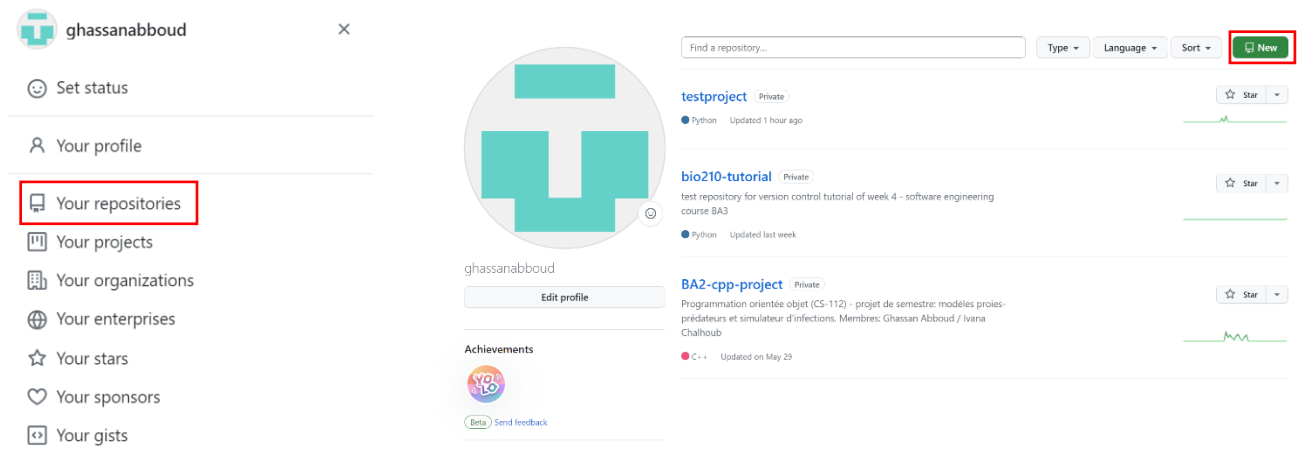 ghassanabboud
Set status
Your profile
Your repositories
Your projects
Your organizations
Your enterprises
Your stars
Your sponsors
Your gists
ghassanabboud
Edit profile
Achievements
YOLO
Beta Send feedback
Find a repository...
Type
Language
Sort
New
testproject Private
Star
Python Updated 1 hour ago
bio210-tutorial Private
Star
test repository for version control tutorial of week 4 - software engineering
course BA3
Python Updated last week
BA2-cpp-project Private
Star
Programmation orientée objet (CS-112) - projet de semestre: modéles proies-
prédateurs et simulateur d'infections. Membres: Ghassan Abboud / Ivana
Chalhoub
C++ Updated on May 29